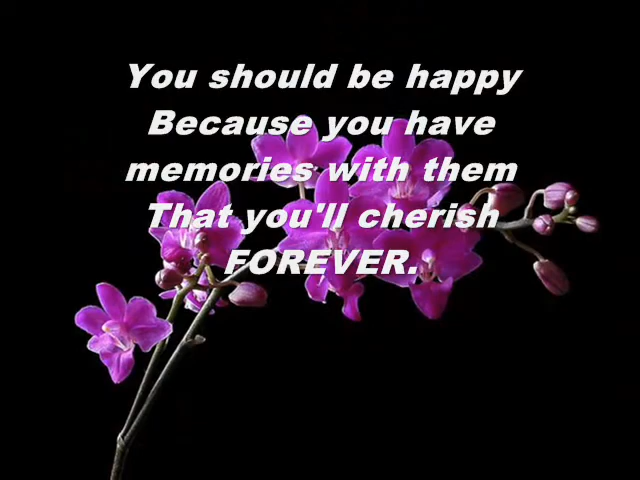 You should be happy
Because you have
memories with them
That you'll cherish
FOREVER.